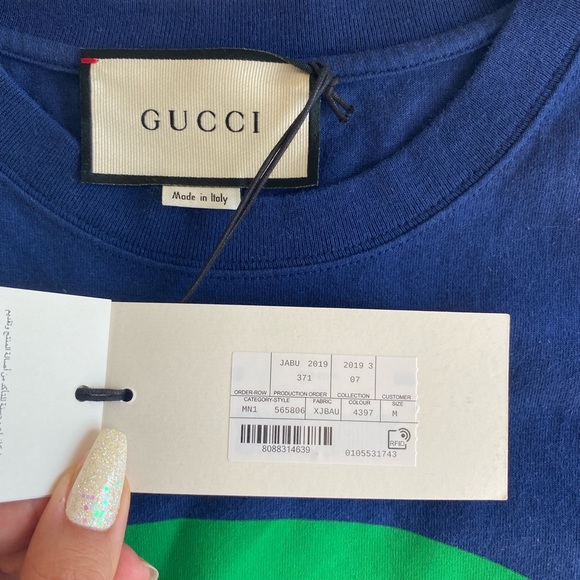 GUCCI
Made in Italy
JABU 2019 2019 3
371 07
ORDER-ROW PRODUCTION ORDER COLLECTION CUSTOMER
CATEGORY-STYLE FABRIC COLOUR SIZE
MN1 565806 XJBAU 4397 M
RFID
8088314639 0105531743